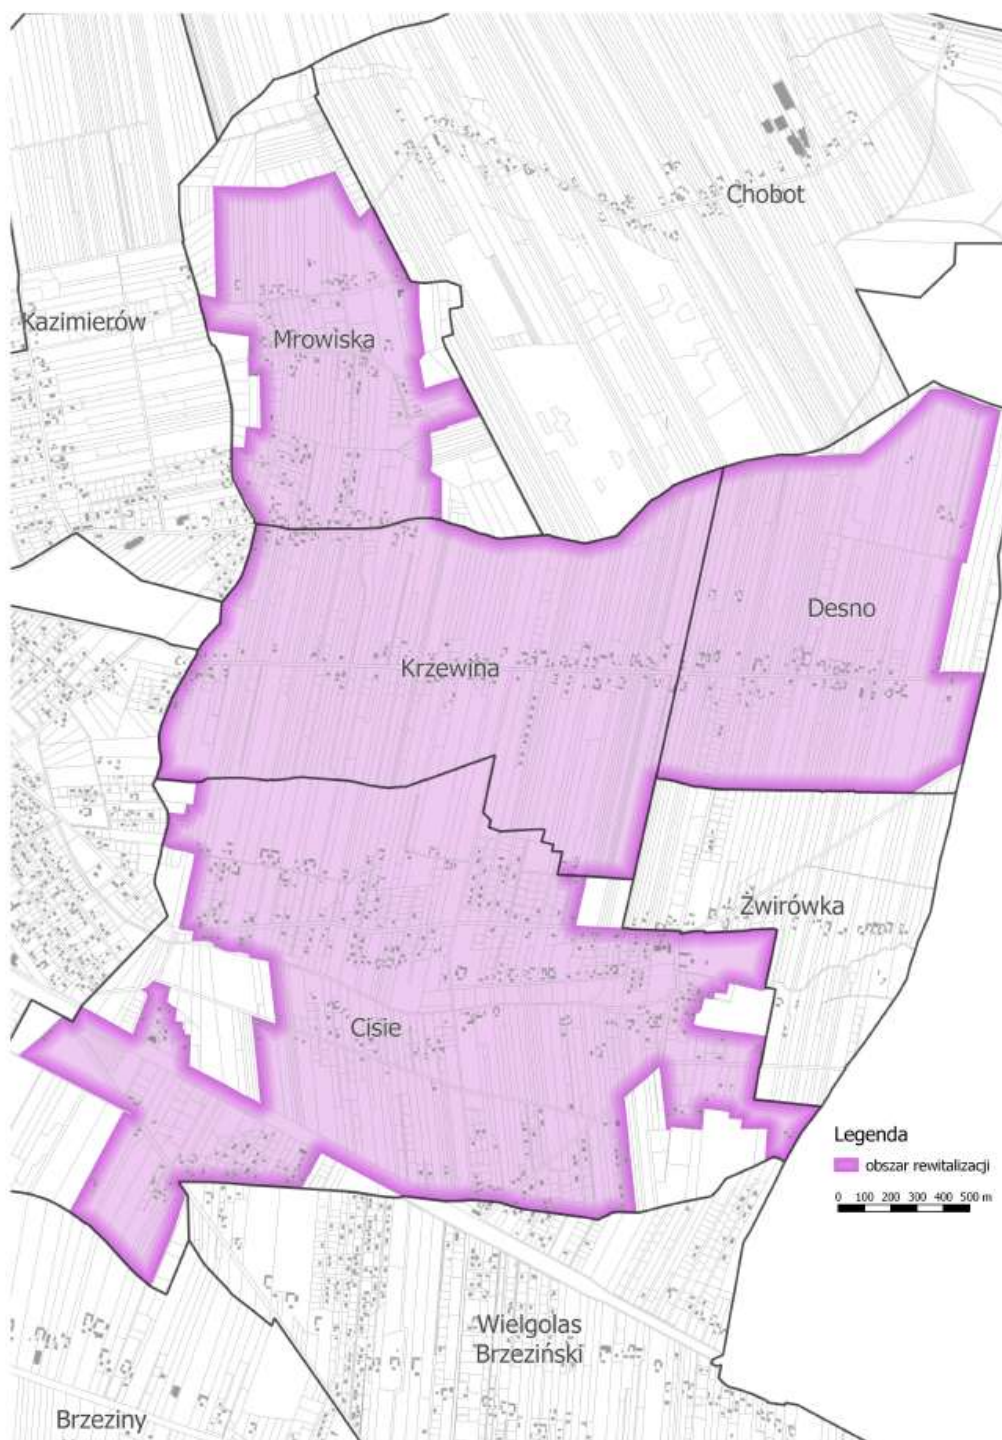 Chobot
Kazimierów
Mrowiska
Desno
Krzewina
Żwirówka
Cisie
Legenda
obszar rewitalizacji
0 100 200 300 400 500 m
Wielgolas
Brzeziński
Brzeziny